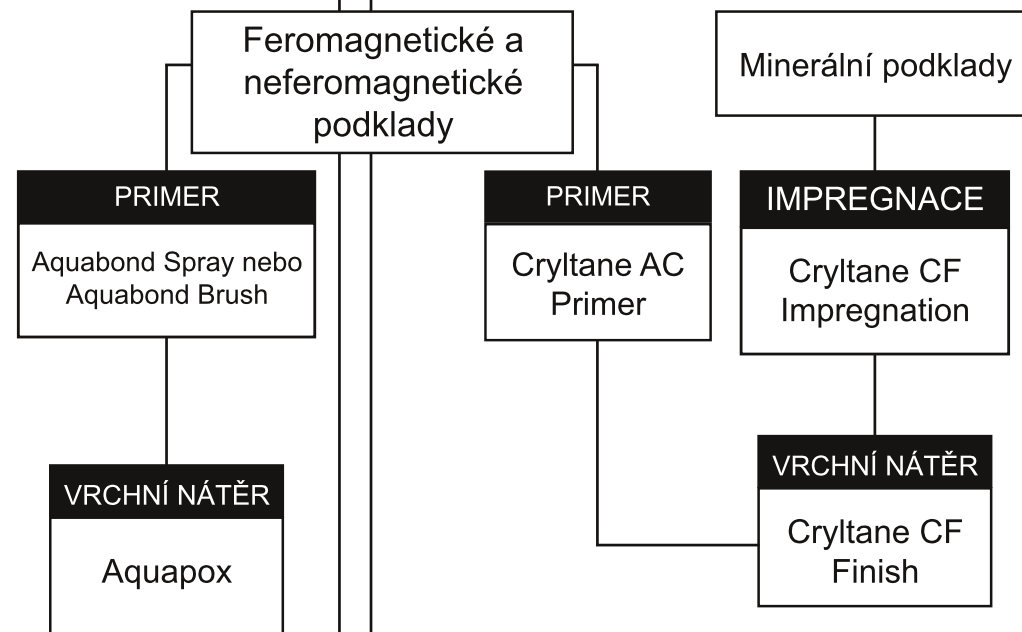 Feromagnetické a
neferomagnetické
podklady
Minerální podklady
PRIMER
Aquabond Spray nebo
Aquabond Brush
PRIMER
Cryltane AC
Primer
IMPREGNACE
Cryltane CF
Impregnation
VRCHNÍ NÁTĚR
Aquapox
VRCHNÍ NÁTĚR
Cryltane CF
Finish